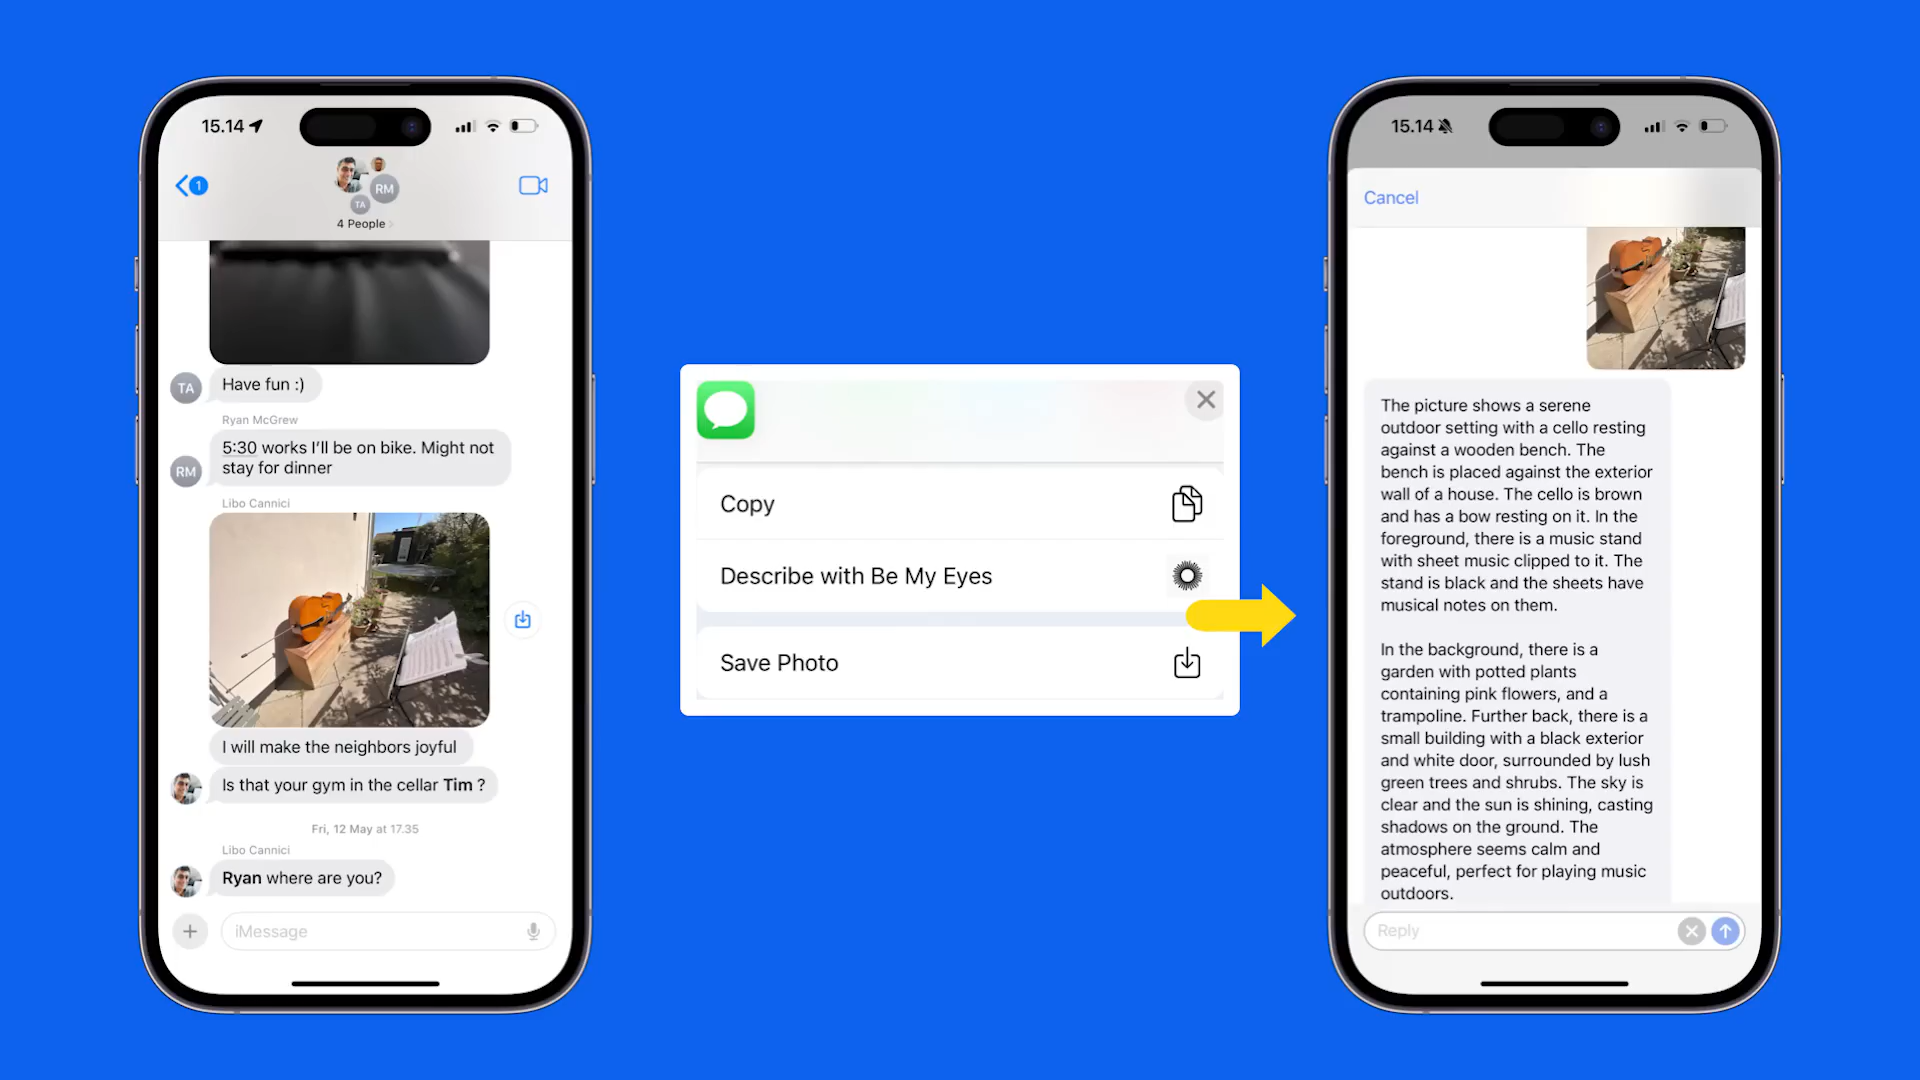 15.14
1
RM
TA
4 People
TA
Have fun :)
Ryan McGrew
5:30 works I'll be on bike. Might not
stay for dinner
RM
Libo Cannici
I will make the neighbors joyful
Is that your gym in the cellar Tim ?
Fri, 12 May at 17.35
Libo Cannici
Ryan where are you?
iMessage
Copy
Describe with Be My Eyes
Save Photo
15.14
Cancel
The picture shows a serene
outdoor setting with a cello resting
against a wooden bench. The
bench is placed against the exterior
wall of a house. The cello is brown
and has a bow resting on it. In the
foreground, there is a music stand
with sheet music clipped to it. The
stand is black and the sheets have
musical notes on them.
In the background, there is a
garden with potted plants
containing pink flowers, and a
trampoline. Further back, there is a
small building with a black exterior
and white door, surrounded by lush
green trees and shrubs. The sky is
clear and the sun is shining, casting
shadows on the ground. The
atmosphere seems calm and
peaceful, perfect for playing music
outdoors.
Reply